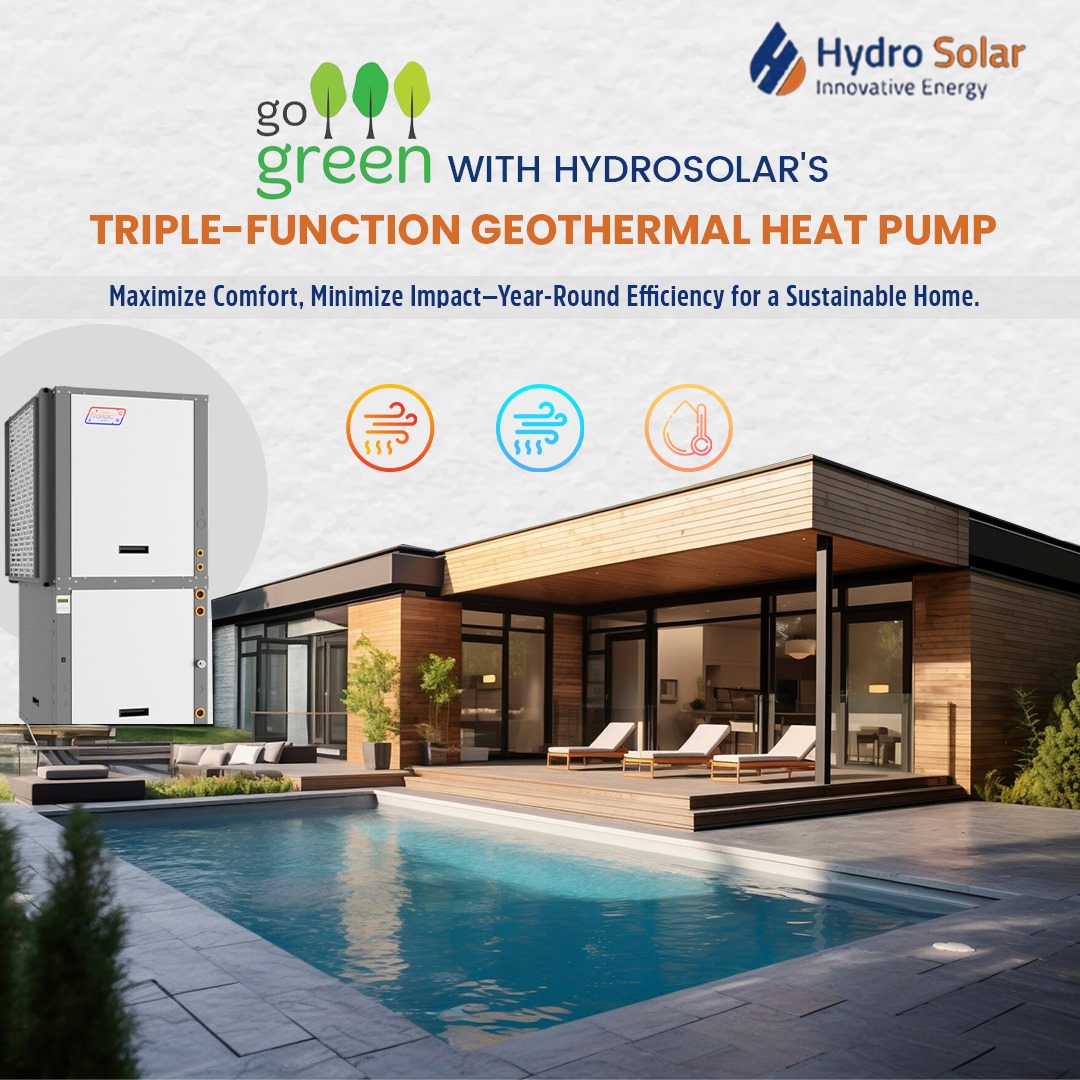 Hydro Solar
Innovative Energy
go
green WITH HYDROSOLAR'S
TRIPLE-FUNCTION GEOTHERMAL HEAT PUMP
Maximize Comfort, Minimize Impact—Year-Round Efficiency for a Sustainable Home.